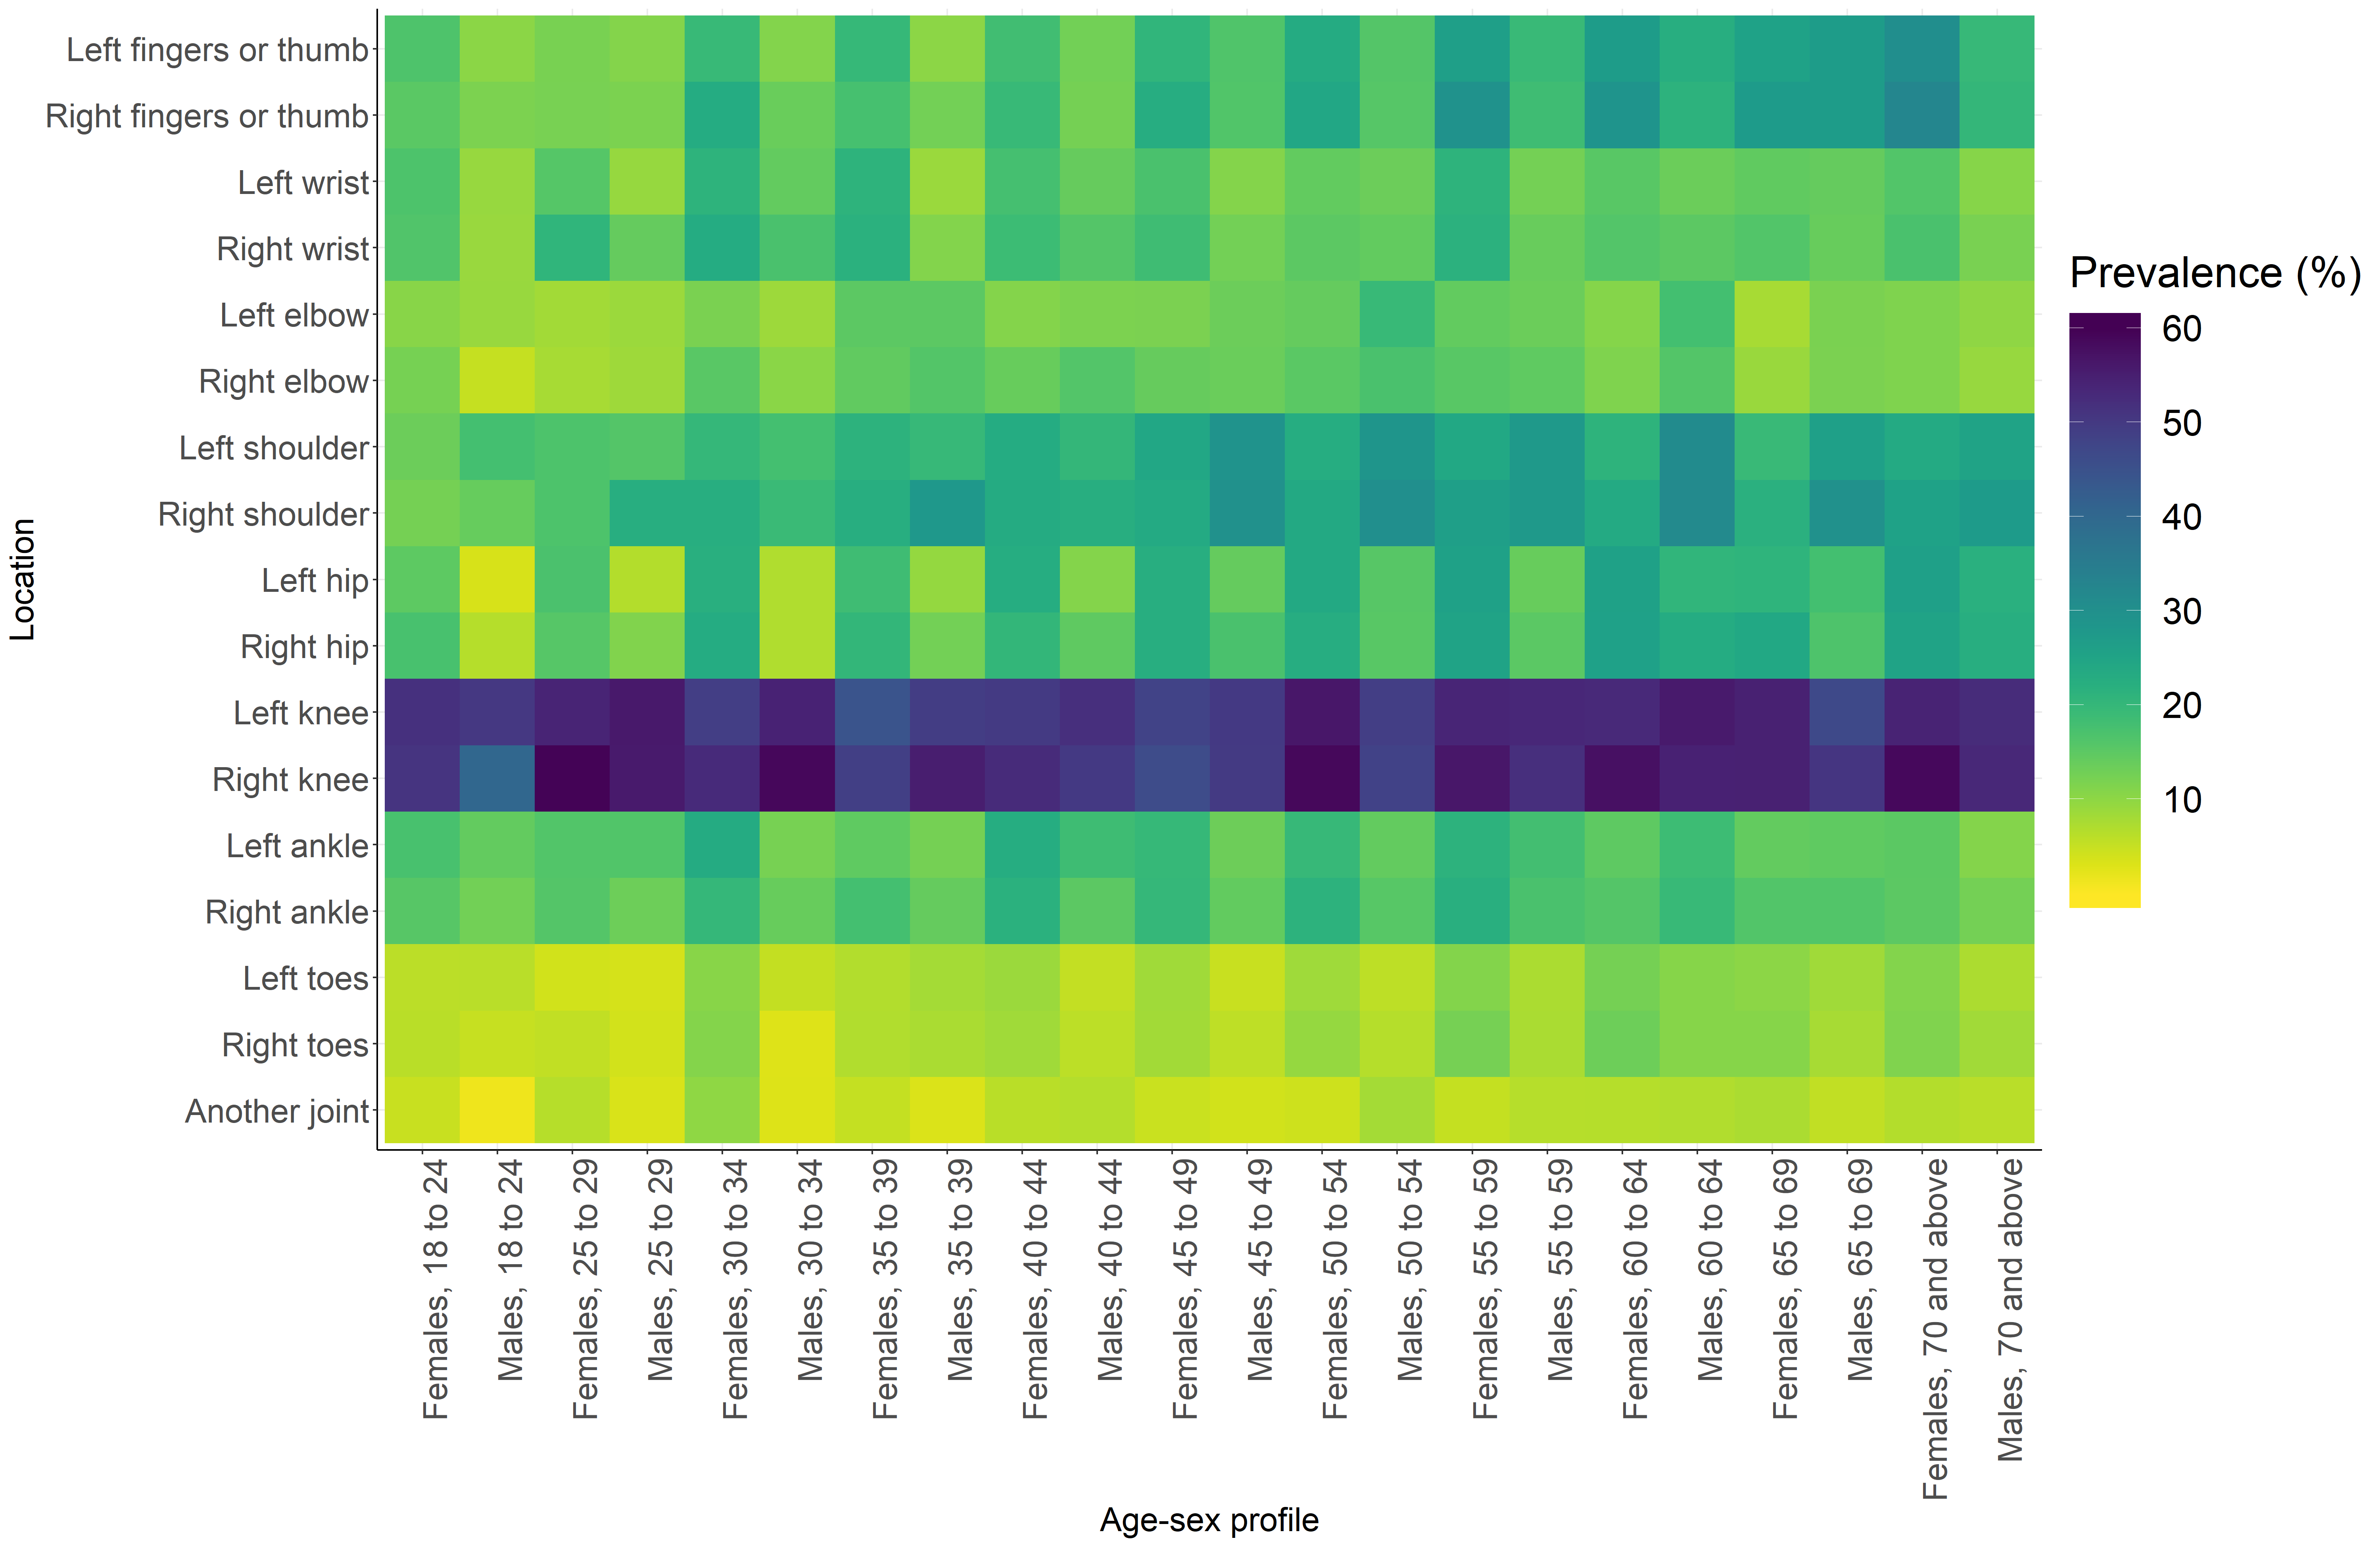 Location
Left fingers or thumb
Right fingers or thumb
Left wrist
Right wrist
Left elbow
Right elbow
Left shoulder
Right shoulder
Left hip
Right hip
Left knee
Right knee
Left ankle
Right ankle
Left toes
Right toes
Another joint
Females, 18 to 24
Males, 18 to 24
Females, 25 to 29
Males, 25 to 29
Females, 30 to 34
Males, 30 to 34
Females, 35 to 39
Males, 35 to 39
Females, 40 to 44
Males, 40 to 44
Females, 45 to 49
Males, 45 to 49
Females, 50 to 54
Males, 50 to 54
Females, 55 to 59
Males, 55 to 59
Females, 60 to 64
Males, 60 to 64
Females, 65 to 69
Males, 65 to 69
Females, 70 and above
Males, 70 and above
Age-sex profile
Prevalence (%)
60
50
40
30
20
10